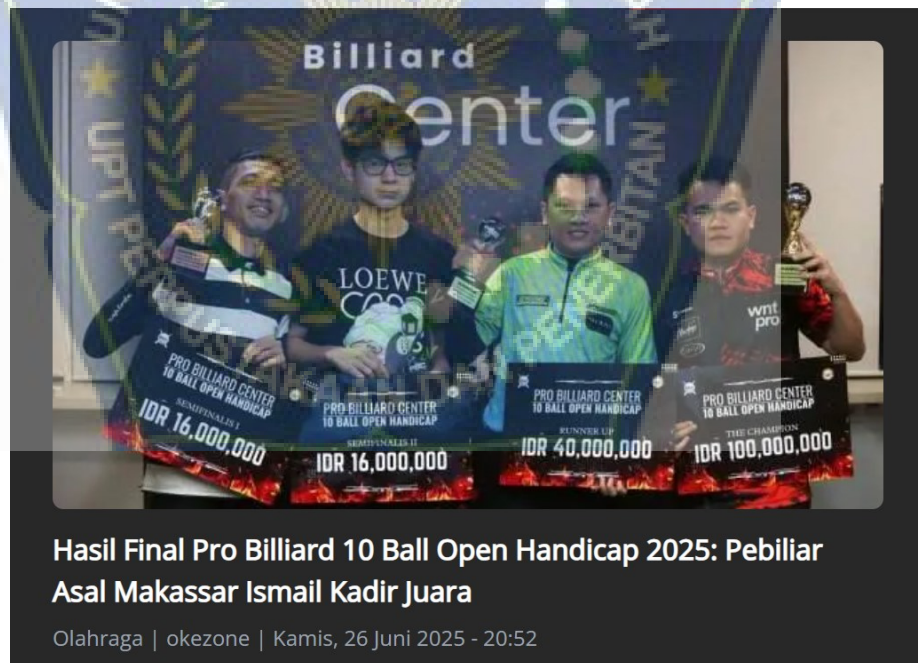 Billiard
Center
UPT PERPUSTAKAAN DAN PENERBITAN
LOEWE
wnt
pro
PRO BILLIARD CENTER
10 BALL OPEN HANDICAP
SEMIFINALIS I
IDR 16,000,000
PRO BILLIARD CENTER
10 BALL OPEN HANDICAP
SEMIFINALIS II
IDR 16,000,000
PRO BILLIARD CENTER
10 BALL OPEN HANDICAP
RUNNER UP
IDR 40,000,000
PRO BILLIARD CENTER
10 BALL OPEN HANDICAP
THE CHAMPION
IDR 100,000,000
Hasil Final Pro Billiard 10 Ball Open Handicap 2025: Pebiliar
Asal Makassar Ismail Kadir Juara
Olahraga | okezone | Kamis, 26 Juni 2025 - 20:52